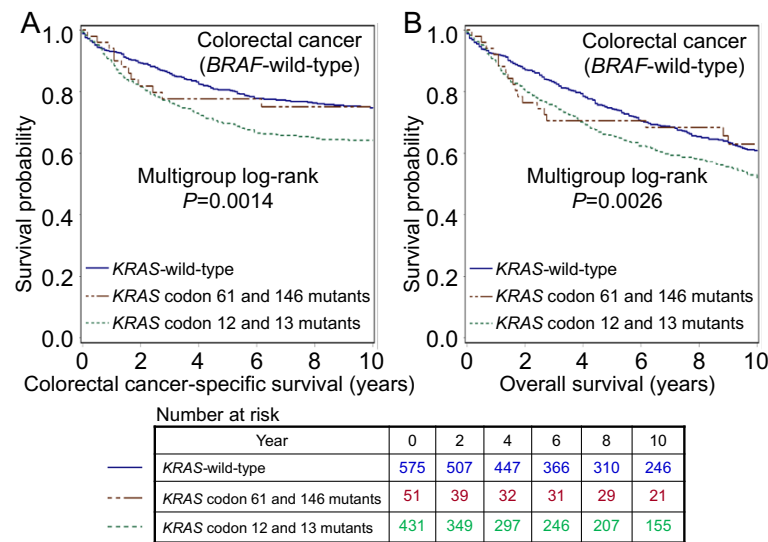 A
Colorectal cancer
(BRAF-wild-type)
1.0
0.8
0.6
0.4
0.2
0.0
Survival probability
Multigroup log-rank
P=0.0014
KRAS-wild-type
KRAS codon 61 and 146 mutants
KRAS codon 12 and 13 mutants
0 2 4 6 8 10
Colorectal cancer-specific survival (years)
B
Colorectal cancer
(BRAF-wild-type)
1.0
0.8
0.6
0.4
0.2
0.0
Survival probability
Multigroup log-rank
P=0.0026
KRAS-wild-type
KRAS codon 61 and 146 mutants
KRAS codon 12 and 13 mutants
0 2 4 6 8 10
Overall survival (years)
Number at risk
Year 0 2 4 6 8 10
KRAS-wild-type 575 507 447 366 310 246
KRAS codon 61 and 146 mutants 51 39 32 31 29 21
KRAS codon 12 and 13 mutants 431 349 297 246 207 155